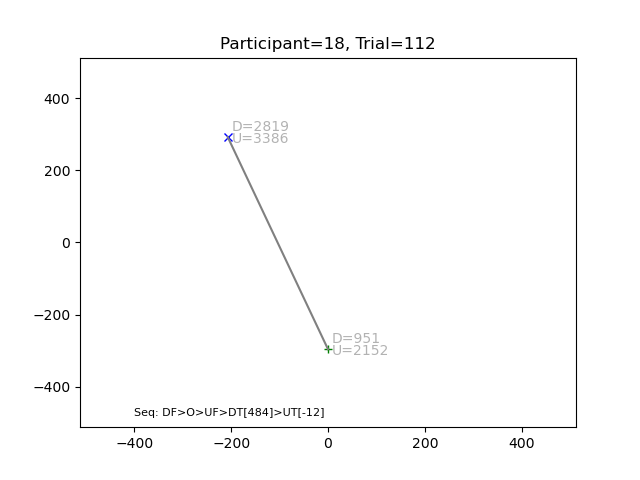 Participant=18, Trial=112
400
200
0
−200
−400
D=2819
U=3386
D=951
U=2152
Seq: DF>O>UF>DT[484]>UT[-12]
−400
−200
0
200
400